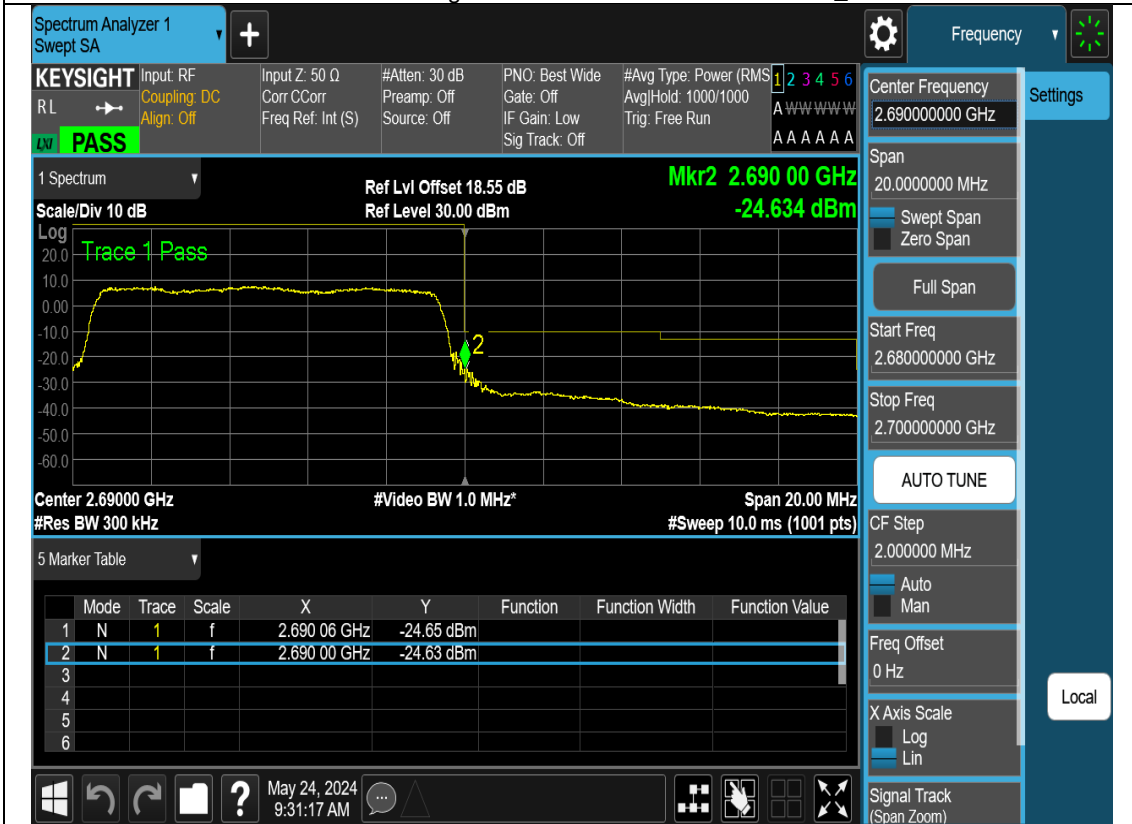 Spectrum Analyzer 1
Swept SA
+
Frequency
KEYSIGHT
R L
LXI
PASS
Input: RF
Coupling: DC
Align: Off
Input Z: 50 Ω
Corr CCorr
Freq Ref: Int (S)
#Atten: 30 dB
Preamp: Off
Source: Off
PNO: Best Wide
Gate: Off
IF Gain: Low
Sig Track: Off
#Avg Type: Power (RMS
Avg|Hold: 1000/1000
Trig: Free Run
1 2 3 4 5 6
A W W W W W
A A A A A A
1 Spectrum
Scale/Div 10 dB
Ref Lvl Offset 18.55 dB
Ref Level 30.00 dBm
Mkr2 2.690 00 GHz
-24.634 dBm
Log
Trace 1 Pass
20.0
10.0
0.00
-10.0
-20.0
-30.0
-40.0
-50.0
-60.0
2
Center 2.69000 GHz
#Video BW 1.0 MHz*
Span 20.00 MHz
#Res BW 300 kHz
#Sweep 10.0 ms (1001 pts)
5 Marker Table
Mode Trace Scale X Y Function Function Width Function Value
1 N 1 f 2.690 06 GHz -24.65 dBm
2 N 1 f 2.690 00 GHz -24.63 dBm
3
4
5
6
?
May 24, 2024
9:31:17 AM
Center Frequency
2.690000000 GHz
Settings
Span
20.0000000 MHz
Swept Span
Zero Span
Full Span
Start Freq
2.680000000 GHz
Stop Freq
2.700000000 GHz
AUTO TUNE
CF Step
2.000000 MHz
Auto
Man
Freq Offset
0 Hz
Local
X Axis Scale
Log
Lin
Signal Track
(Span Zoom)